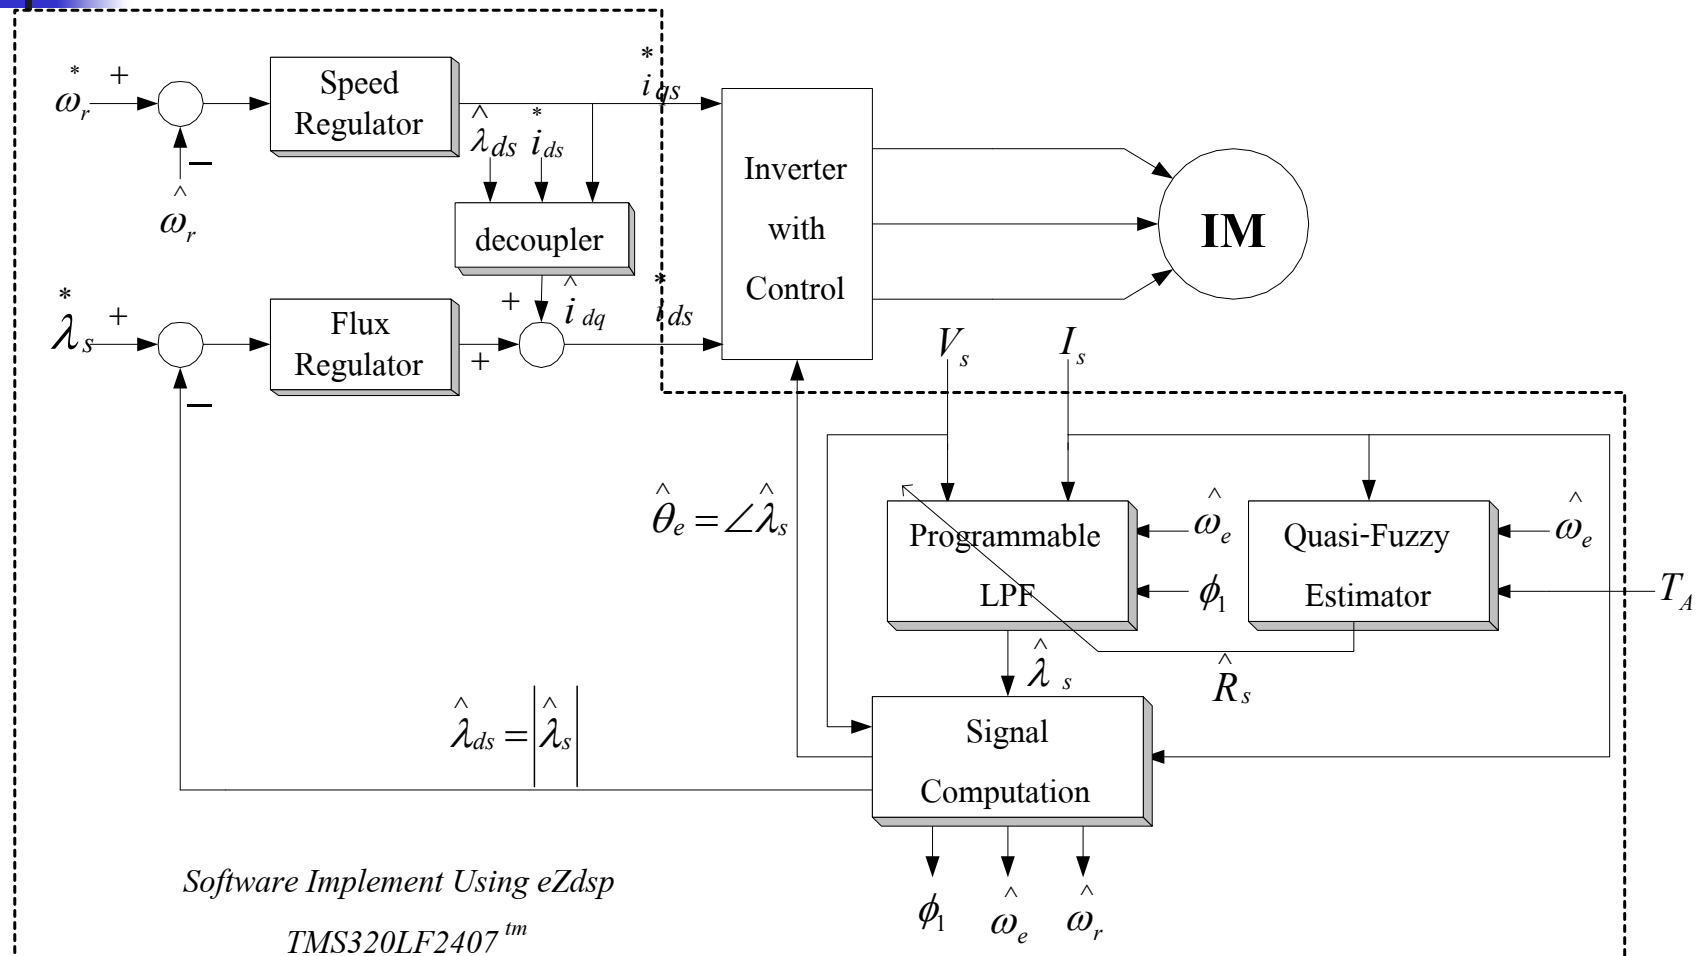 ω_r^* +
Speed
Regulator
i_qs^*
−
ω̂_r
λ̂_ds i_ds^*
decoupler
Inverter
with
Control
IM
λ_s^* +
−
Flux
Regulator
+
+
î_dq
i_ds^*
V_s I_s
θ̂_e = ∠λ̂_s
Programmable
LPF
ω̂_e
ϕ_1
Quasi-Fuzzy
Estimator
ω̂_e
T_A
λ̂_s
R̂_s
λ̂_ds = |λ̂_s|
Signal
Computation
ϕ_1 ω̂_e ω̂_r
Software Implement Using eZdsp
TMS320LF2407 ^tm